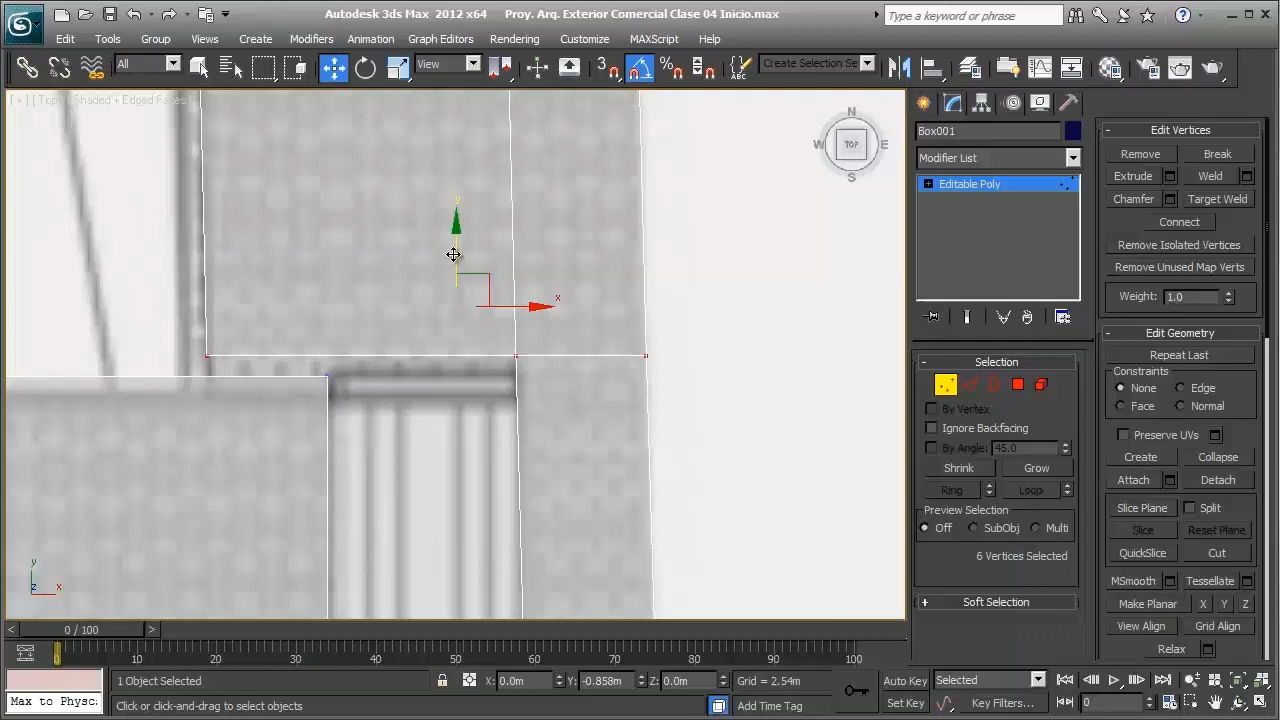 Autodesk 3ds Max 2012 x64 Proy. Arq. Exterior Comercial Clase 04 Inicio.max
Type a keyword or phrase
Edit Tools Group Views Create Modifiers Animation Graph Editors Rendering Customize MAXScript Help
All View 3 Create Selection Se
[ + ] [ Top ] [ Shaded + Edged Faces ]
N
W TOP E
S
y
x
y
z x
Box001
Modifier List
Editable Poly
Selection
By Vertex
Ignore Backfacing
By Angle: 45.0
Shrink Grow
Ring Loop
Preview Selection
Off SubObj Multi
6 Vertices Selected
Soft Selection
Edit Vertices
Remove Break
Extrude Weld
Chamfer Target Weld
Connect
Remove Isolated Vertices
Remove Unused Map Verts
Weight: 1.0
Edit Geometry
Repeat Last
Constraints
None Edge
Face Normal
Preserve UVs
Create Collapse
Attach Detach
Slice Plane Split
Slice Reset Plane
QuickSlice Cut
MSmooth Tessellate
Make Planar X Y Z
View Align Grid Align
Relax
< 0 / 100 >
0 10 20 30 40 50 60 70 80 90 100
1 Object Selected X: 0.0m Y: -0.858m Z: 0.0m Grid = 2.54m Auto Key Selected
Max to Physc: Click or click-and-drag to select objects Add Time Tag Set Key Key Filters... 0